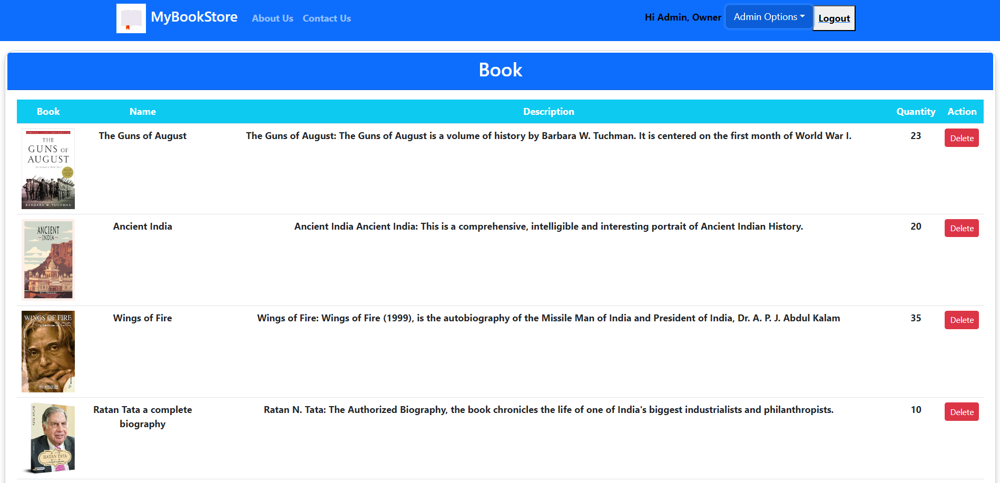 MyBookStore About Us Contact Us Hi Admin, Owner Admin Options Logout
Book
Book Name Description Quantity Action
The Guns of August The Guns of August: The Guns of August is a volume of history by Barbara W. Tuchman. It is centered on the first month of World War I. 23 Delete
THE
GUNS OF
AUGUST
BARBARA W. TUCHMAN
Ancient India Ancient India Ancient India: This is a comprehensive, intelligible and interesting portrait of Ancient Indian History. 20 Delete
ANCIENT
INDIA
Wings of Fire Wings of Fire: Wings of Fire (1999), is the autobiography of the Missile Man of India and President of India, Dr. A. P. J. Abdul Kalam 35 Delete
WINGS OF FIRE
Ratan Tata a complete Ratan N. Tata: The Authorized Biography, the book chronicles the life of one of India's biggest industrialists and philanthropists. 10 Delete
biography
RATAN TATA
RATAN TATA